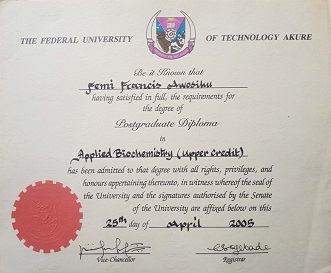 THE FEDERAL UNIVERSITY OF TECHNOLOGY AKURE
Be it Known that
Femi Francis Awosiku
having satisfied in full, the requirements for
the degree of
Postgraduate Diploma
in
Applied Biochemistry (Upper Credit)
has been admitted to that degree with all rights, privileges, and
honours appertaining thereunto, in witness whereof the seal of
the University and the signatures authorised by the Senate
of the University are affixed below on this
25th day of April 2005
Vice-Chancellor Registrar